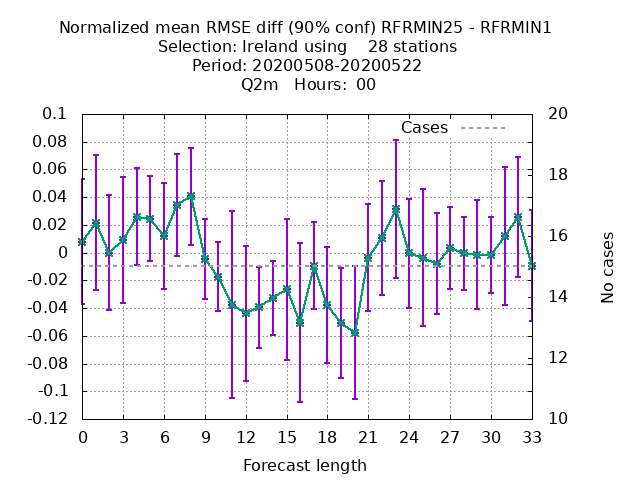 Normalized mean RMSE diff (90% conf) RFRMIN25 - RFRMIN1
Selection: Ireland using    28 stations
Period: 20200508-20200522
Q2m   Hours:  00
Cases
0.1
0.08
0.06
0.04
0.02
0
-0.02
-0.04
-0.06
-0.08
-0.1
-0.12
20
18
16
14
12
10
No cases
0 3 6 9 12 15 18 21 24 27 30 33
Forecast length